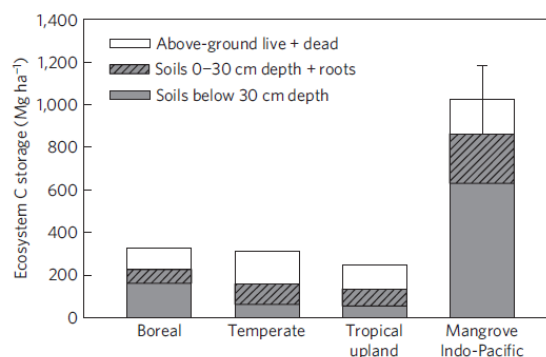 Ecosystem C storage (Mg ha⁻¹)
1,400
1,200
1,000
800
600
400
200
0
Above-ground live + dead
Soils 0–30 cm depth + roots
Soils below 30 cm depth
Boreal
Temperate
Tropical
upland
Mangrove
Indo-Pacific